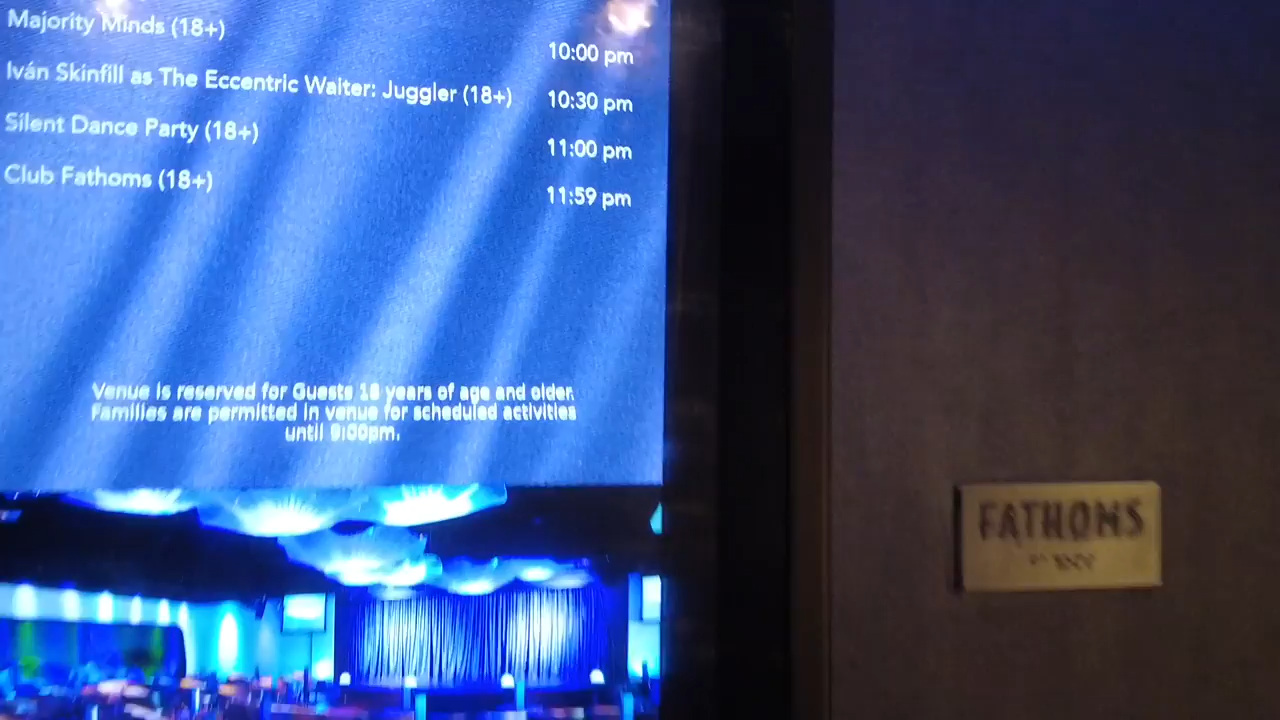 Majority Minds (18+) 10:00 pm
Iván Skinfill as The Eccentric Waiter: Juggler (18+) 10:30 pm
Silent Dance Party (18+) 11:00 pm
Club Fathoms (18+) 11:59 pm
Venue is reserved for Guests 18 years of age and older.
Families are permitted in venue for scheduled activities
until 9:00pm.
FATHOMS